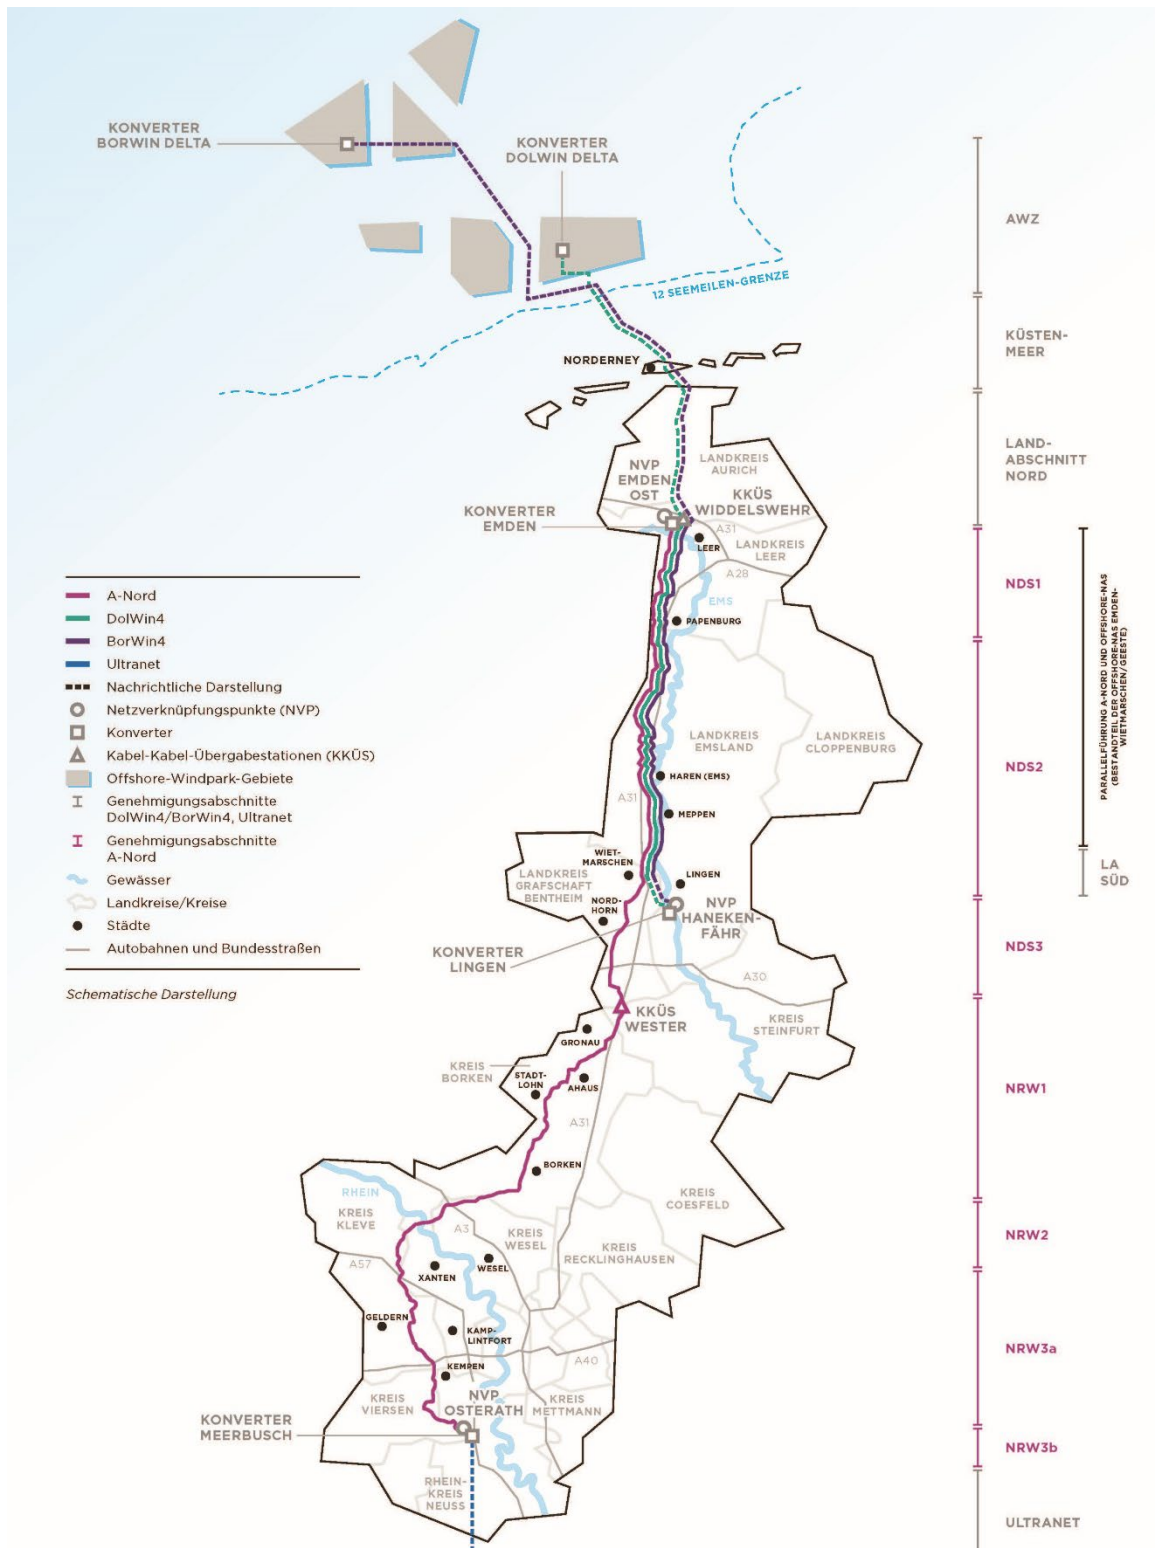 KONVERTER
BORWIN DELTA
KONVERTER
DOLWIN DELTA
AWZ
12 SEEMEILEN-GRENZE
KÜSTEN-
MEER
NORDERNEY
LAND-
ABSCHNITT
NORD
LANDKREIS
AURICH
NVP
EMDEN
OST
KKÜS
WIDDELSWEHR
KONVERTER
EMDEN
A31
LEER
LANDKREIS
LEER
A28
EMS
PAPENBURG
NDS1
PARALLELFÜHRUNG A-NORD UND OFFSHORE-NAS
(BESTANDTEIL DER OFFSHORE-NAS EMDEN-
WIETMARSCHEN/GEESTE)
A-Nord
DolWin4
BorWin4
Ultranet
Nachrichtliche Darstellung
Netzverknüpfungspunkte (NVP)
Konverter
Kabel-Kabel-Übergabestationen (KKÜS)
Offshore-Windpark-Gebiete
Genehmigungsabschnitte
DolWin4/BorWin4, Ultranet
Genehmigungsabschnitte
A-Nord
Gewässer
Landkreise/Kreise
Städte
Autobahnen und Bundesstraßen
Schematische Darstellung
LANDKREIS
EMSLAND
LANDKREIS
CLOPPENBURG
NDS2
HAREN (EMS)
A31
MEPPEN
WIET-
MARSCHEN
LANDKREIS
GRAFSCHAFT
BENTHEIM
LINGEN
LA
SÜD
NORD-
HORN
NVP
HANEKEN-
FÄHR
KONVERTER
LINGEN
NDS3
A30
KKÜS
WESTER
KREIS
STEINFURT
GRONAU
KREIS
BORKEN
STADT-
LOHN
AHAUS
NRW1
A31
BORKEN
RHEIN
KREIS
KLEVE
KREIS
COESFELD
A3
KREIS
WESEL
KREIS
RECKLINGHAUSEN
NRW2
A57
XANTEN
WESEL
GELDERN
KAMP-
LINTFORT
NRW3a
KEMPEN
A40
KREIS
VIERSEN
NVP
OSTERATH
KREIS
METTMANN
KONVERTER
MEERBUSCH
NRW3b
RHEIN-
KREIS
NEUSS
ULTRANET